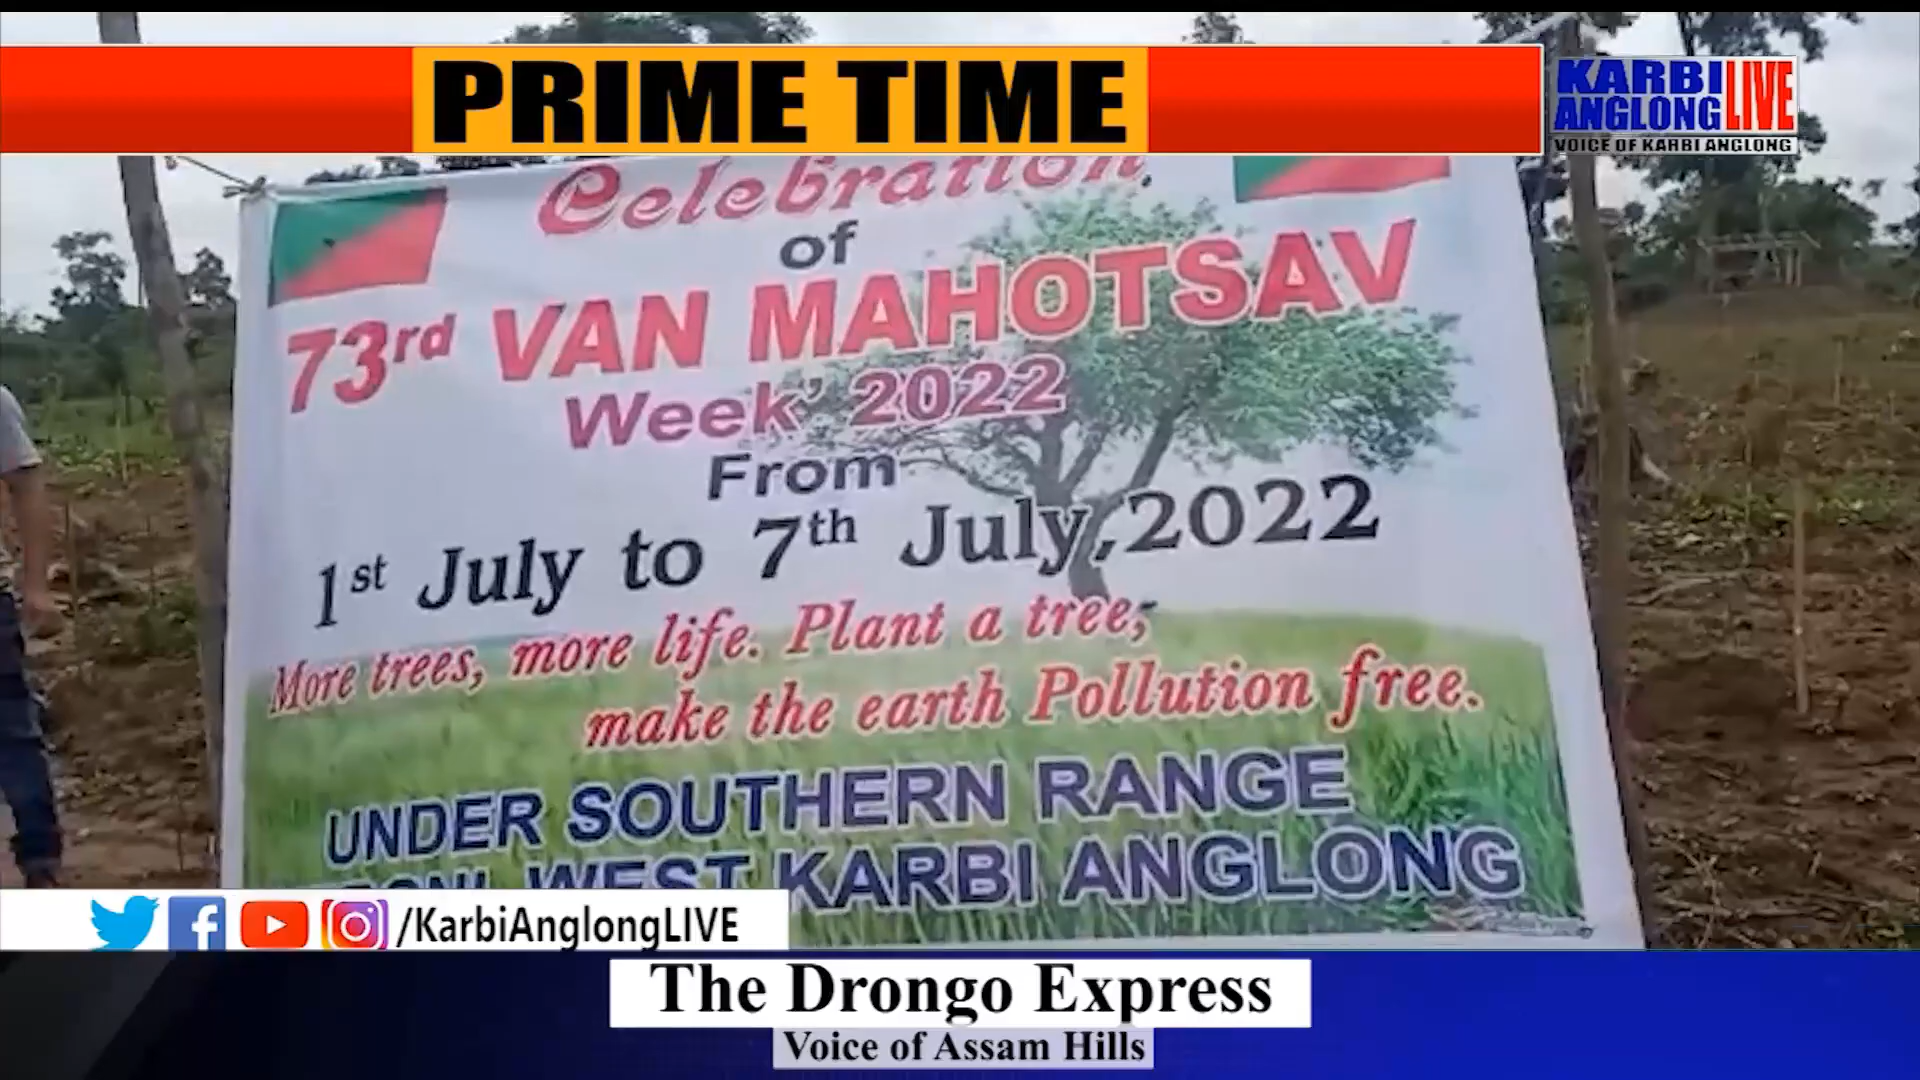 PRIME TIME
KARBI
ANGLONG LIVE
VOICE OF KARBI ANGLONG
Celebration
of
73rd VAN MAHOTSAV
Week' 2022
From
1st July to 7th July, 2022
More trees, more life. Plant a tree,
make the earth Pollution free.
UNDER SOUTHERN RANGE
WEST KARBI ANGLONG
/KarbiAnglongLIVE
The Drongo Express
Voice of Assam Hills